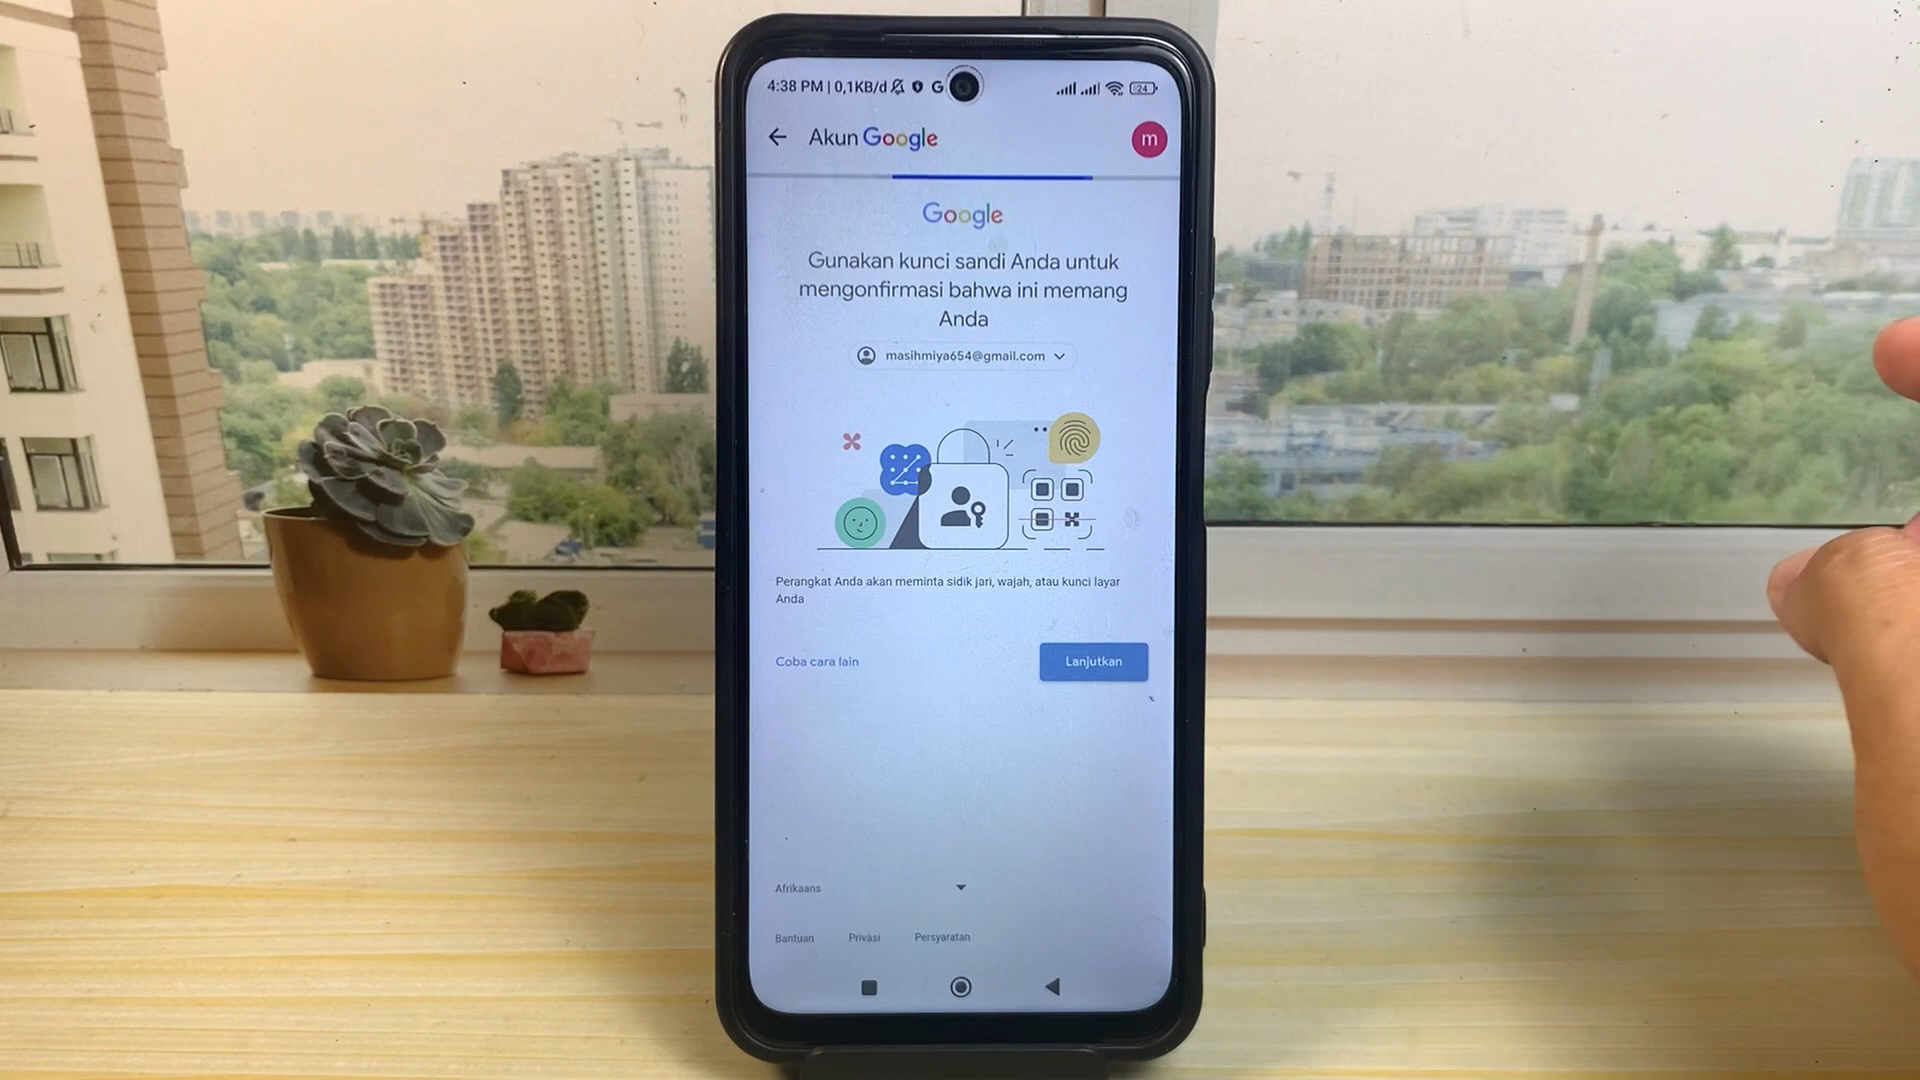 4:38 PM | 0,1KB/d G 24
Akun Google
m
Google
Gunakan kunci sandi Anda untuk
mengonfirmasi bahwa ini memang
Anda
masihmiya654@gmail.com
Perangkat Anda akan meminta sidik jari, wajah, atau kunci layar
Anda
Coba cara lain
Lanjutkan
Afrikaans
Bantuan Privasi Persyaratan